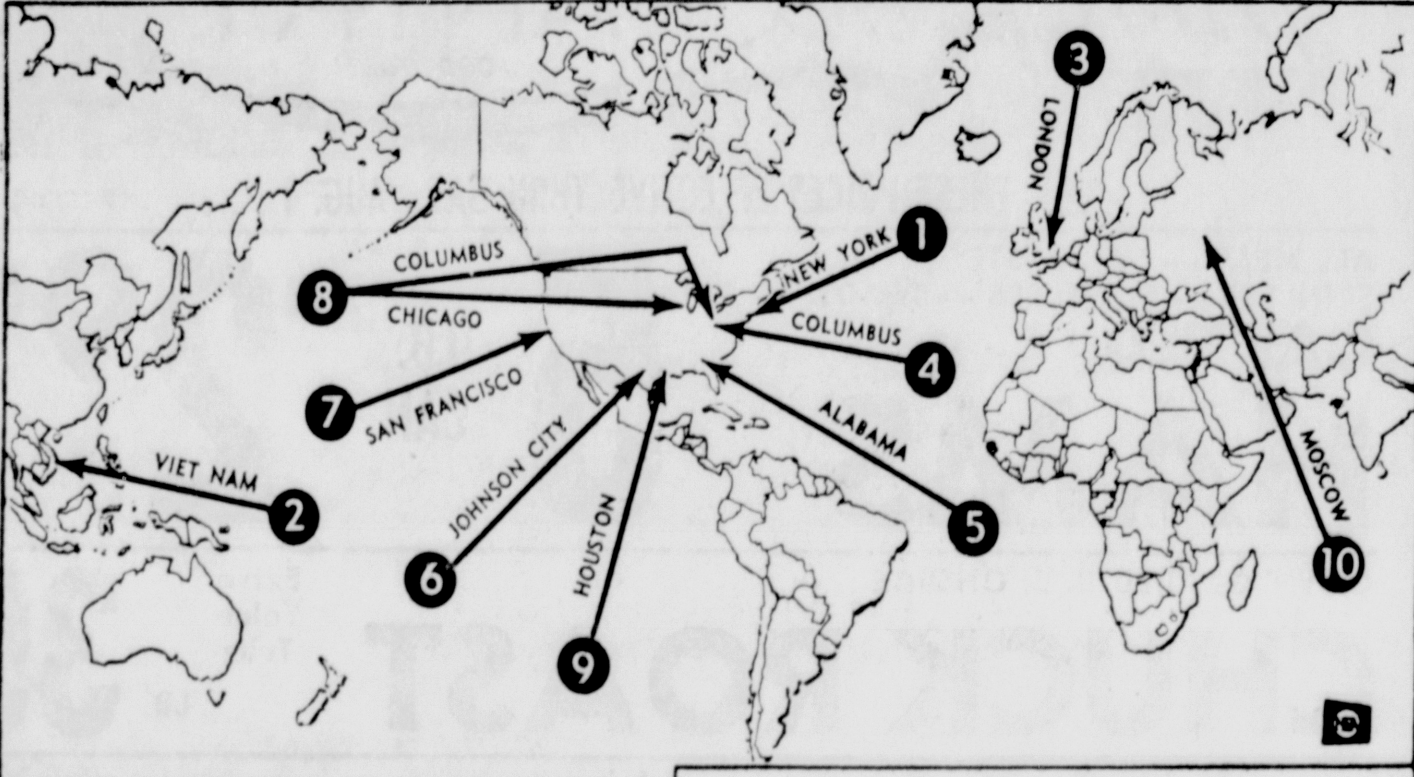 3
LONDON
1
NEW YORK
8
COLUMBUS
CHICAGO
COLUMBUS
4
7
SAN FRANCISCO
ALABAMA
5
VIET NAM
2
JOHNSON CITY
6
HOUSTON
9
MOSCOW
10